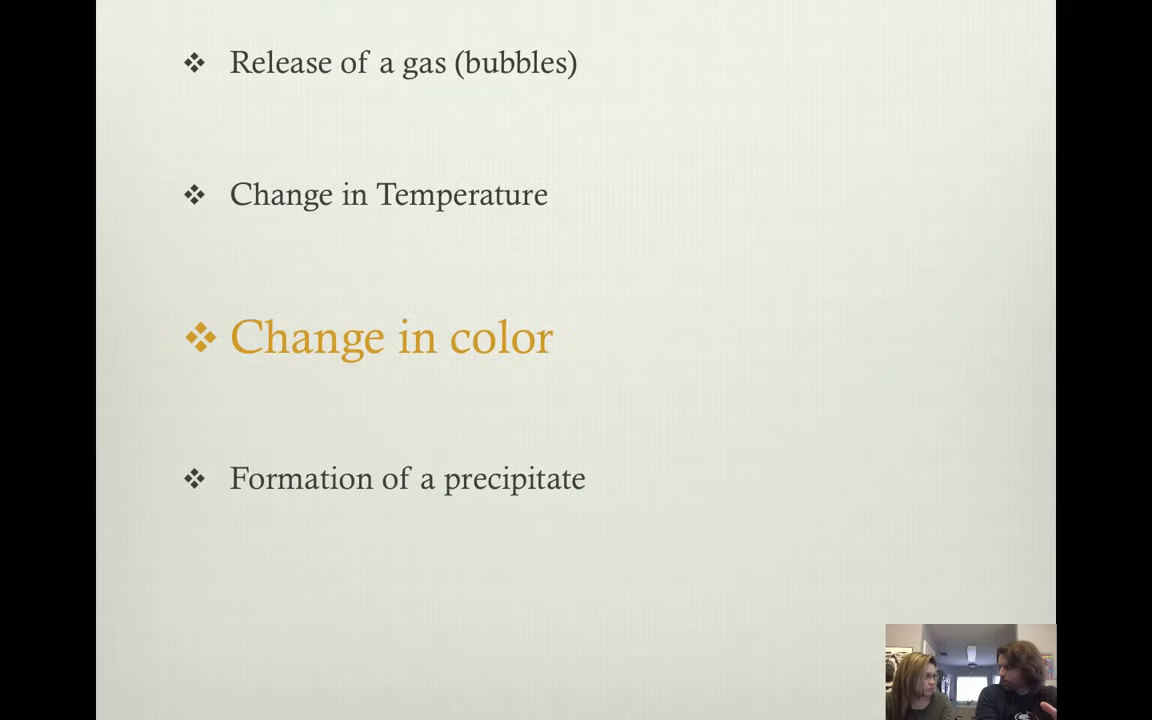 ❖ Release of a gas (bubbles)
❖ Change in Temperature
❖ Change in color
❖ Formation of a precipitate